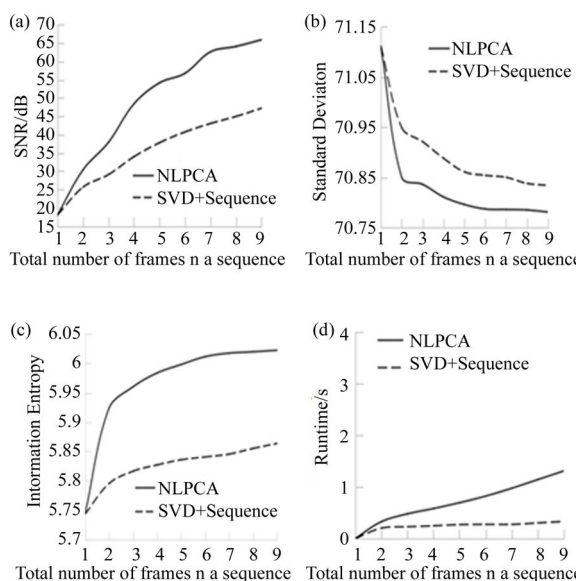 (a)
70
65
60
55
50
45
40
35
30
25
20
15
SNR/dB
NLPCA
SVD+Sequence
1 2 3 4 5 6 7 8 9
Total number of frames n a sequence
(b)
71.15
71.05
70.95
70.85
70.75
Standard Deviaton
NLPCA
SVD+Sequence
1 2 3 4 5 6 7 8 9
Total number of frames n a sequence
(c)
6.05
6
5.95
5.9
5.85
5.8
5.75
5.7
Intormation Entropy
NLPCA
SVD+Sequence
1 2 3 4 5 6 7 8 9
Total number of frames n a sequence
(d)
4
3
2
1
0
Runtime/s
NLPCA
SVD+Sequence
1 2 3 4 5 6 7 8 9
Total number of frames n a sequence